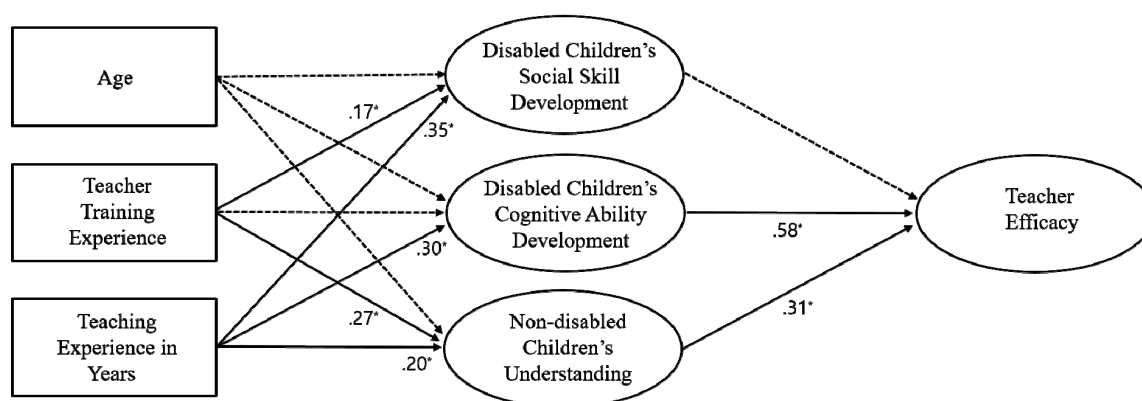 Age
Teacher
Training
Experience
Teaching
Experience in
Years
.17*
.35*
.30*
.27*
.20*
Disabled Children’s
Social Skill
Development
Disabled Children’s
Cognitive Ability
Development
Non-disabled
Children’s
Understanding
.58*
.31*
Teacher
Efficacy